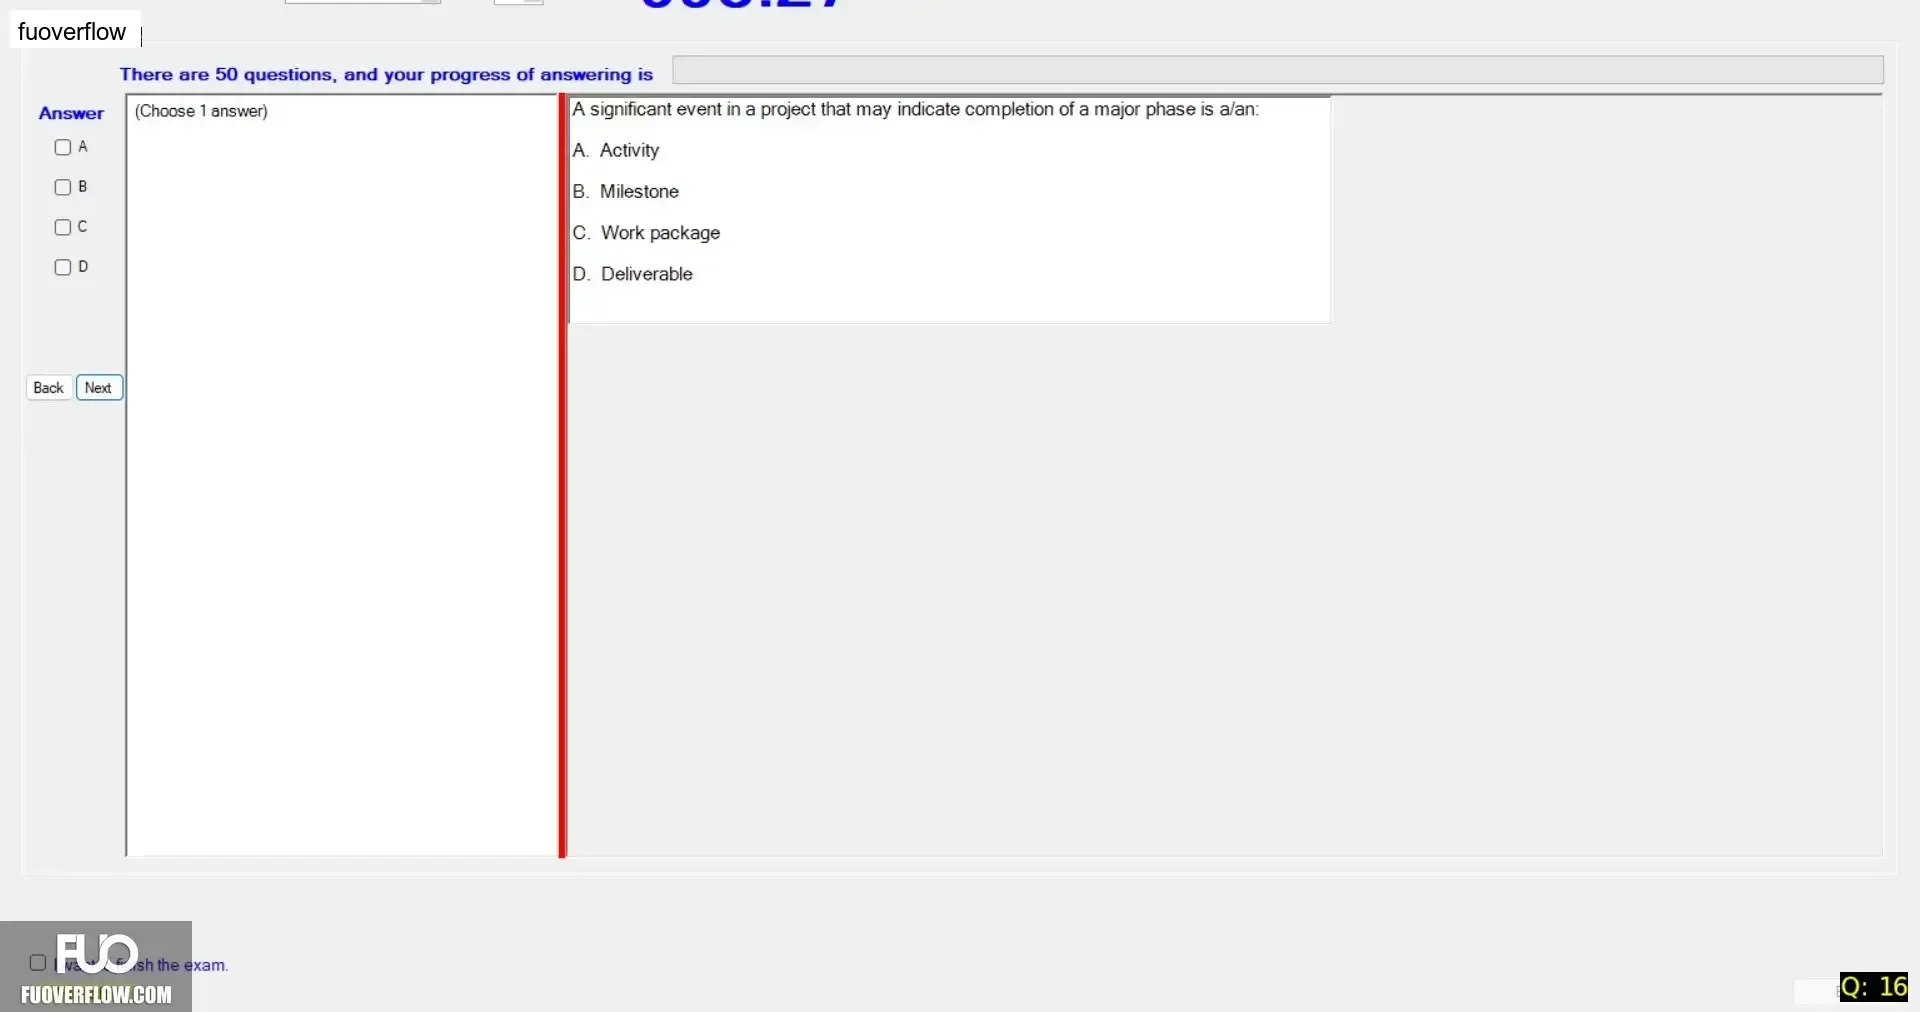 fuoverflow
There are 50 questions, and your progress of answering is
Answer
(Choose 1 answer)
A
B
C
D
Back
Next
A significant event in a project that may indicate completion of a major phase is a/an:
A. Activity
B. Milestone
C. Work package
D. Deliverable
finish the exam.
FUO
FUOVERFLOW.COM
Q: 16